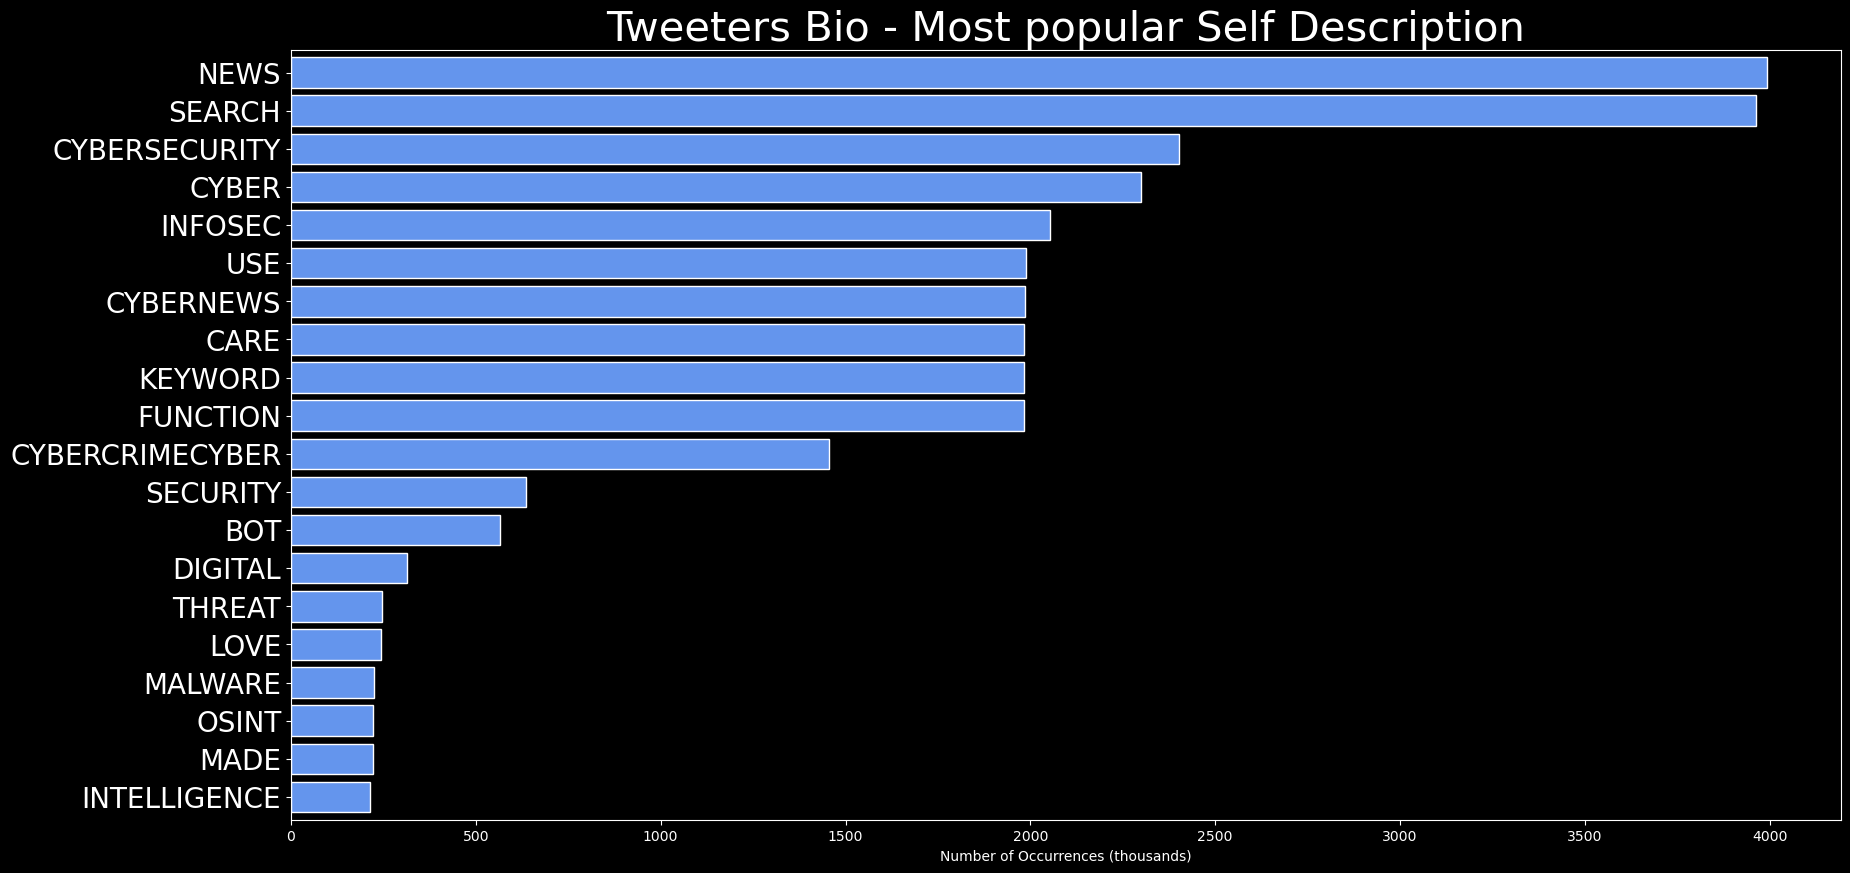 Tweeters Bio - Most popular Self Description
NEWS
SEARCH
CYBERSECURITY
CYBER
INFOSEC
USE
CYBERNEWS
CARE
KEYWORD
FUNCTION
CYBERCRIMECYBER
SECURITY
BOT
DIGITAL
THREAT
LOVE
MALWARE
OSINT
MADE
INTELLIGENCE
0 500 1000 1500 2000 2500 3000 3500 4000
Number of Occurrences (thousands)